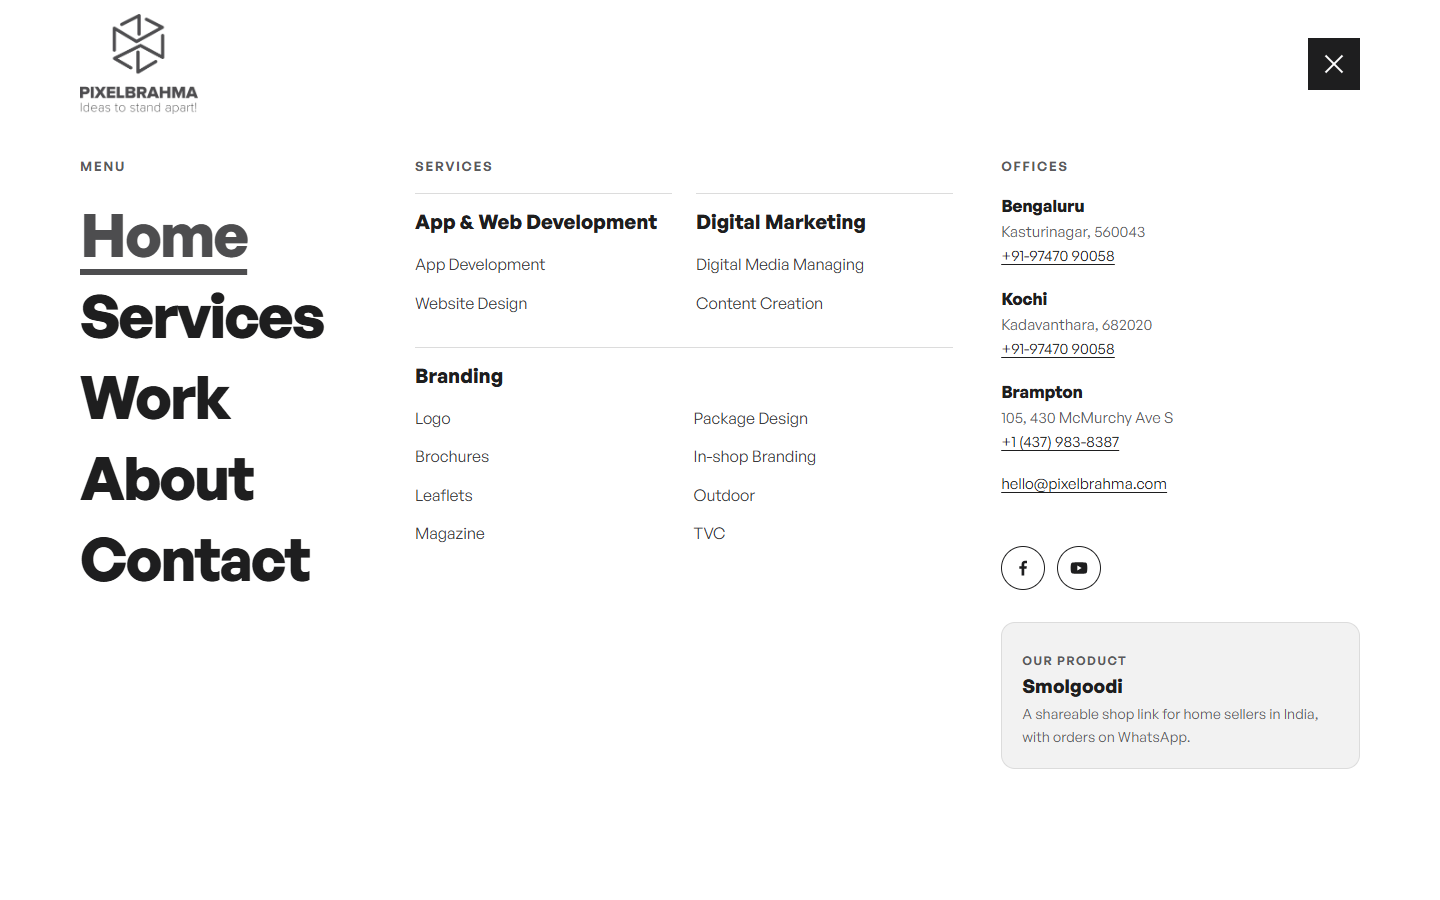 PIXELBRAHMA
Ideas to stand apart!
MENU
Home
Services
Work
About
Contact
SERVICES
App & Web Development
App Development
Website Design
Digital Marketing
Digital Media Managing
Content Creation
Branding
Logo
Brochures
Leaflets
Magazine
Package Design
In-shop Branding
Outdoor
TVC
OFFICES
Bengaluru
Kasturinagar, 560043
+91-97470 90058
Kochi
Kadavanthara, 682020
+91-97470 90058
Brampton
105, 430 McMurchy Ave S
+1 (437) 983-8387
hello@pixelbrahma.com
OUR PRODUCT
Smolgoodi
A shareable shop link for home sellers in India,
with orders on WhatsApp.